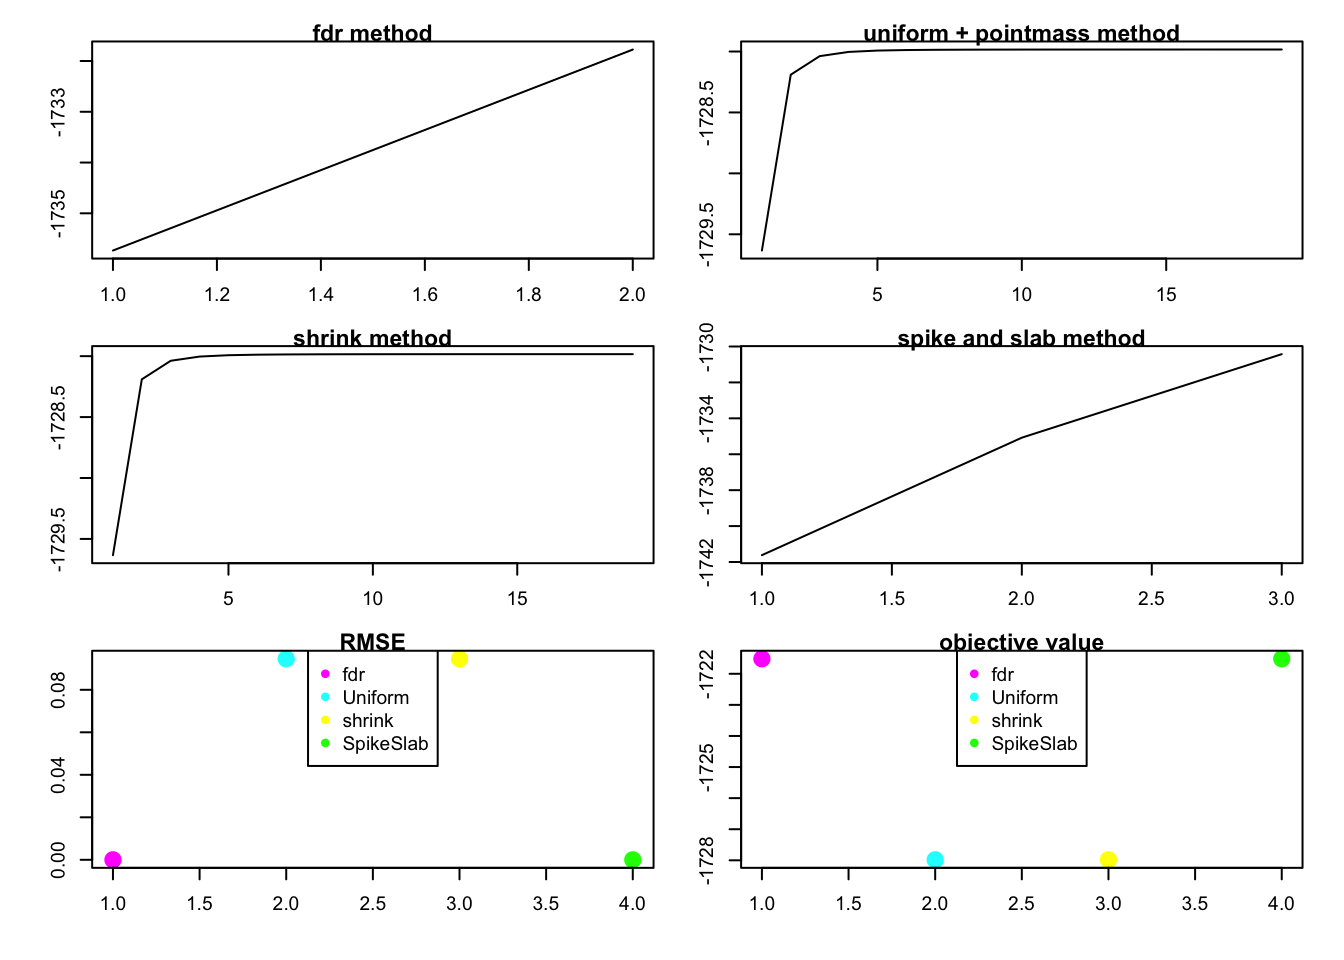 fdr method
-1733
-1735
1.0 1.2 1.4 1.6 1.8 2.0
uniform + pointmass method
-1728.5
-1729.5
5 10 15
shrink method
-1728.5
-1729.5
5 10 15
spike and slab method
-1730
-1734
-1738
-1742
1.0 1.5 2.0 2.5 3.0
RMSE
0.08
0.04
0.00
fdr
Uniform
shrink
SpikeSlab
1.0 1.5 2.0 2.5 3.0 3.5 4.0
objective value
-1722
-1725
-1728
fdr
Uniform
shrink
SpikeSlab
1.0 1.5 2.0 2.5 3.0 3.5 4.0